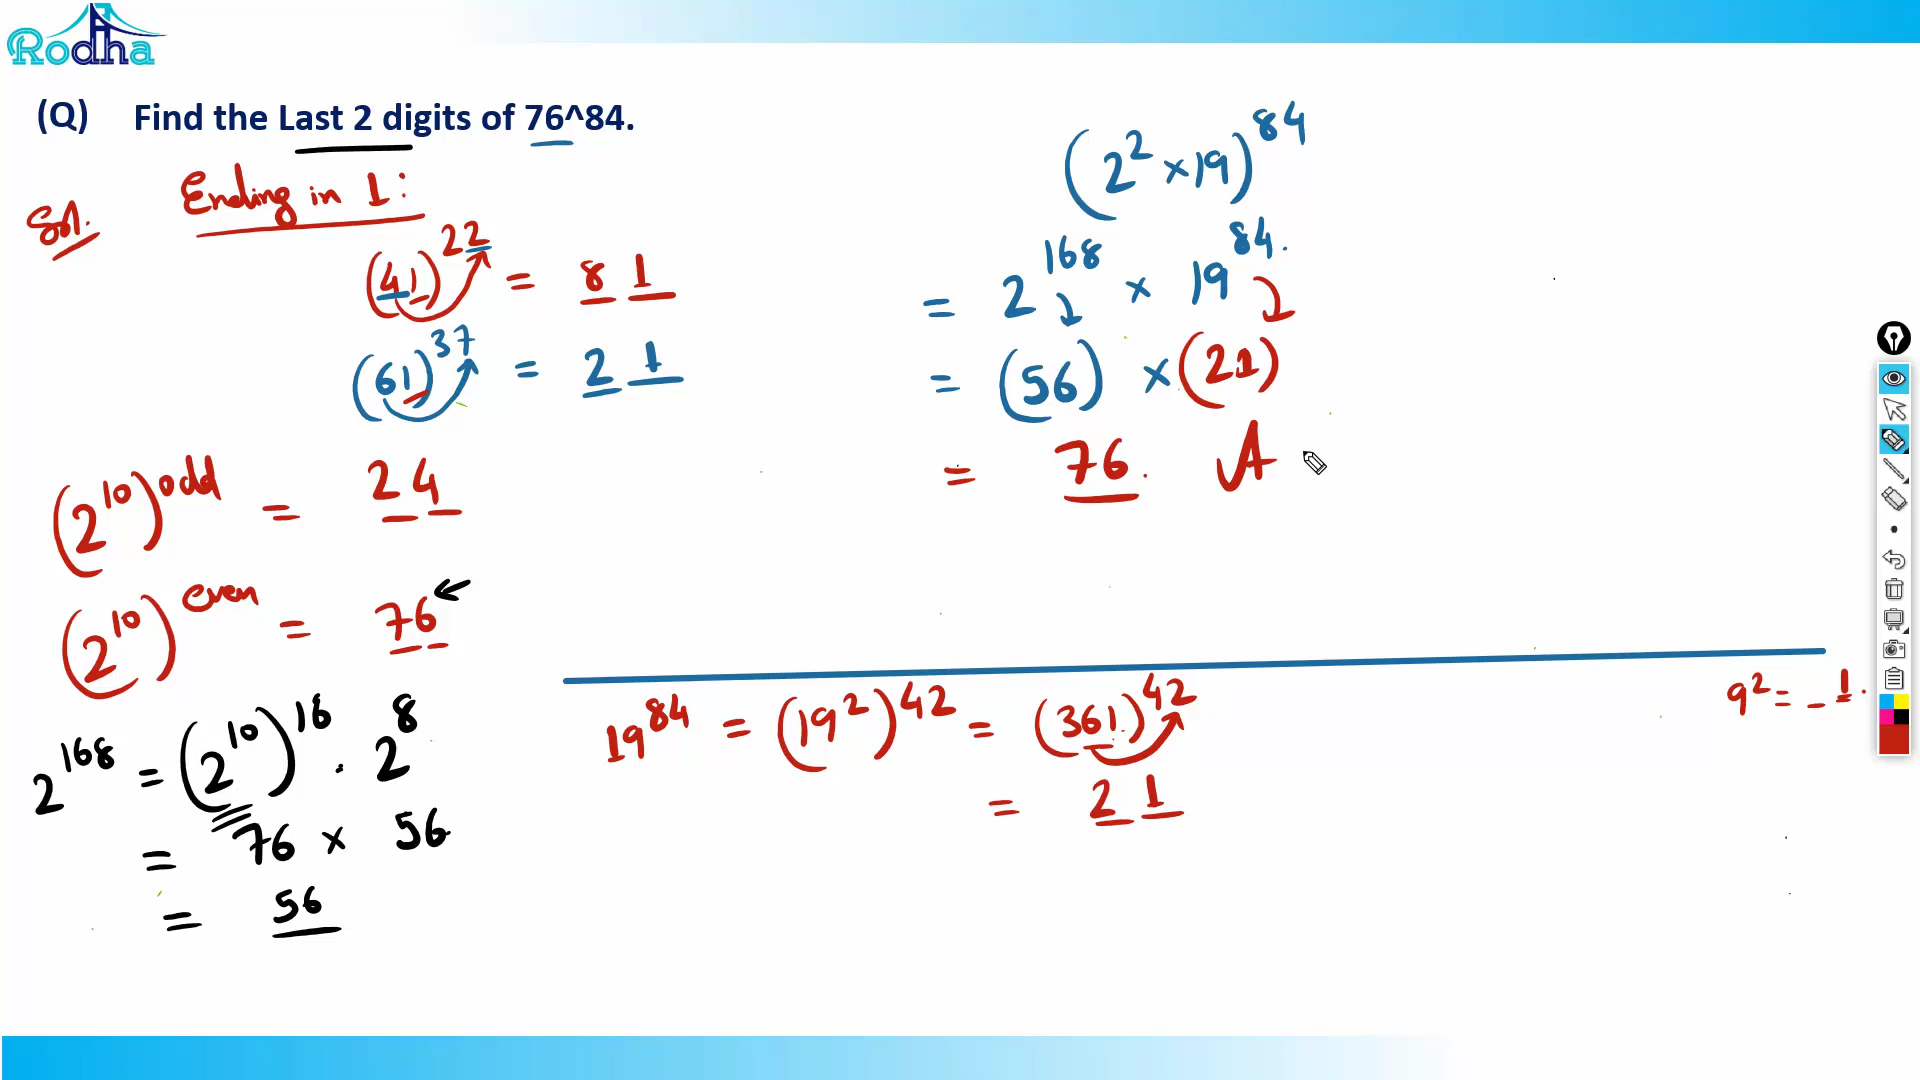 Rodha
(Q) Find the Last 2 digits of 76^84.
Sol. Ending in 1:
(41)^22 = 81
(61)^37 = 21
(2^10)^odd = 24
(2^10)^even = 76 ←
2^168 = (2^10)^16 . 2^8
= 76 × 56
= 56
(2^2 × 19)^84
= 2^168 × 19^84.
= (56) × (21)
= 76. A
19^84 = (19^2)^42 = (361)^42
= 21
9^2 = _ 1.